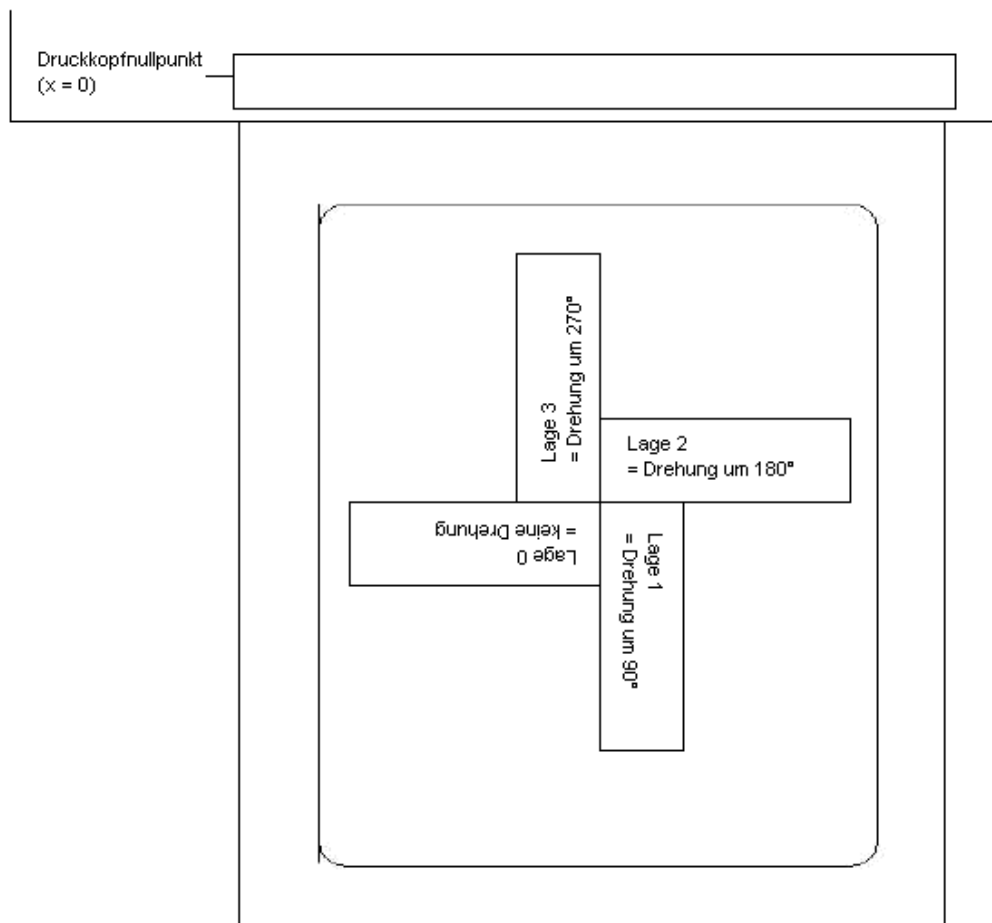 Druckkopfnullpunkt
(x = 0)
Lage 3
= Drehung um 270°
Lage 2
= Drehung um 180°
Lage 0
= keine Drehung
Lage 1
= Drehung um 90°